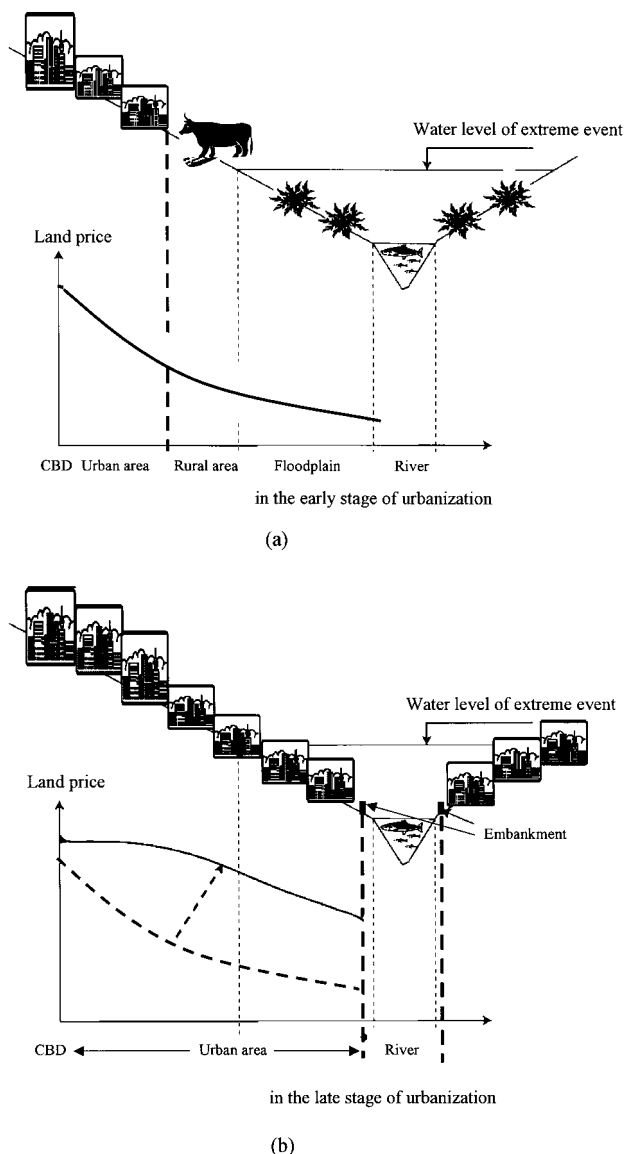 Water level of extreme event
Land price
CBD Urban area Rural area Floodplain River
in the early stage of urbanization
(a)
Water level of extreme event
Land price
Embankment
CBD Urban area River
in the late stage of urbanization
(b)